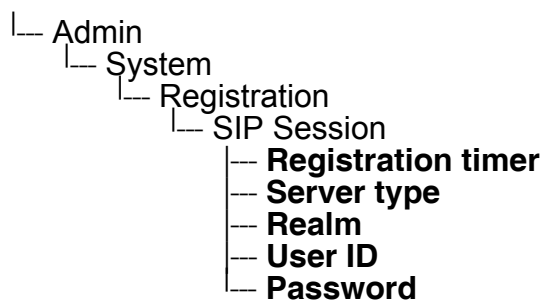 Admin
System
Registration
SIP Session
Registration timer
Server type
Realm
User ID
Password